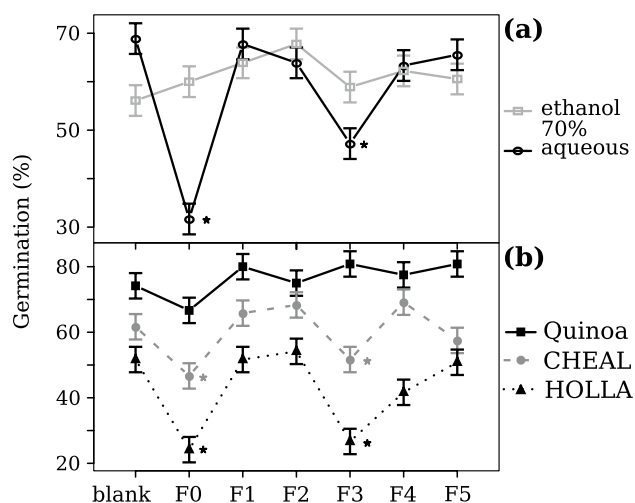 (a)
70
50
30
ethanol
70%
aqueous
*
*
Germination (%)
(b)
80
60
40
20
Quinoa
CHEAL
HOLLA
*
*
*
*
blank F0 F1 F2 F3 F4 F5